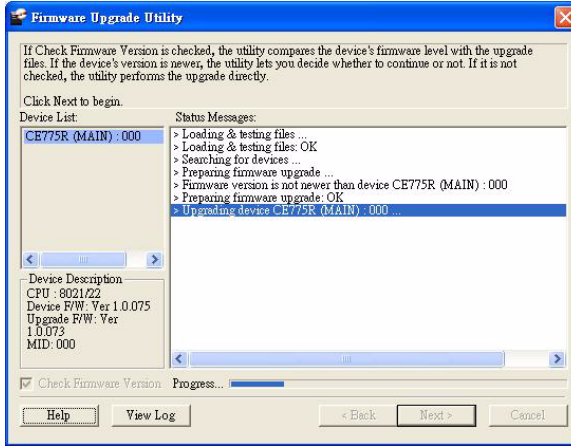 Firmware Upgrade Utility
If Check Firmware Version is checked, the utility compares the device's firmware level with the upgrade
files. If the device's version is newer, the utility lets you decide whether to continue or not. If it is not
checked, the utility performs the upgrade directly.
Click Next to begin.
Device List:
Status Messages:
CE775R (MAIN) : 000
> Loading & testing files ...
> Loading & testing files: OK
> Searching for devices ...
> Preparing firmware upgrade ...
> Firmware version is not newer than device CE775R (MAIN) : 000
> Preparing firmware upgrade: OK
> Upgrading device CE775R (MAIN) : 000 ...
Device Description
CPU : 8021/22
Device F/W: Ver 1.0.075
Upgrade F/W: Ver
1.0.073
MID: 000
Check Firmware Version
Progress...
Help
View Log
< Back
Next >
Cancel